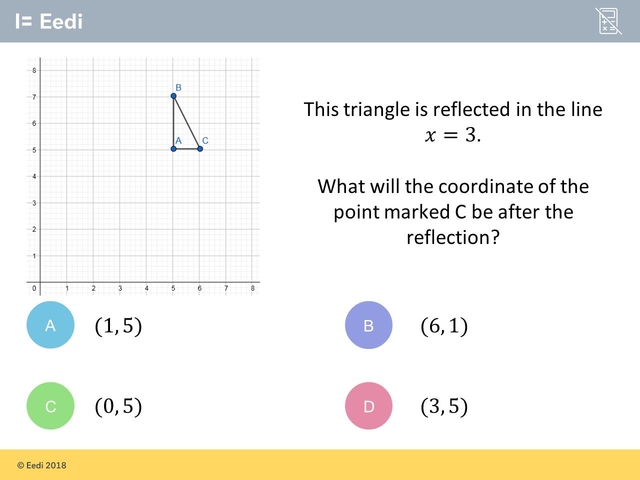 I= Eedi
This triangle is reflected in the line
x = 3.
What will the coordinate of the
point marked C be after the
reflection?
8
7
6
5
4
3
2
1
0 1 2 3 4 5 6 7 8
B
A C
A (1, 5)
B (6, 1)
C (0, 5)
D (3, 5)
© Eedi 2018